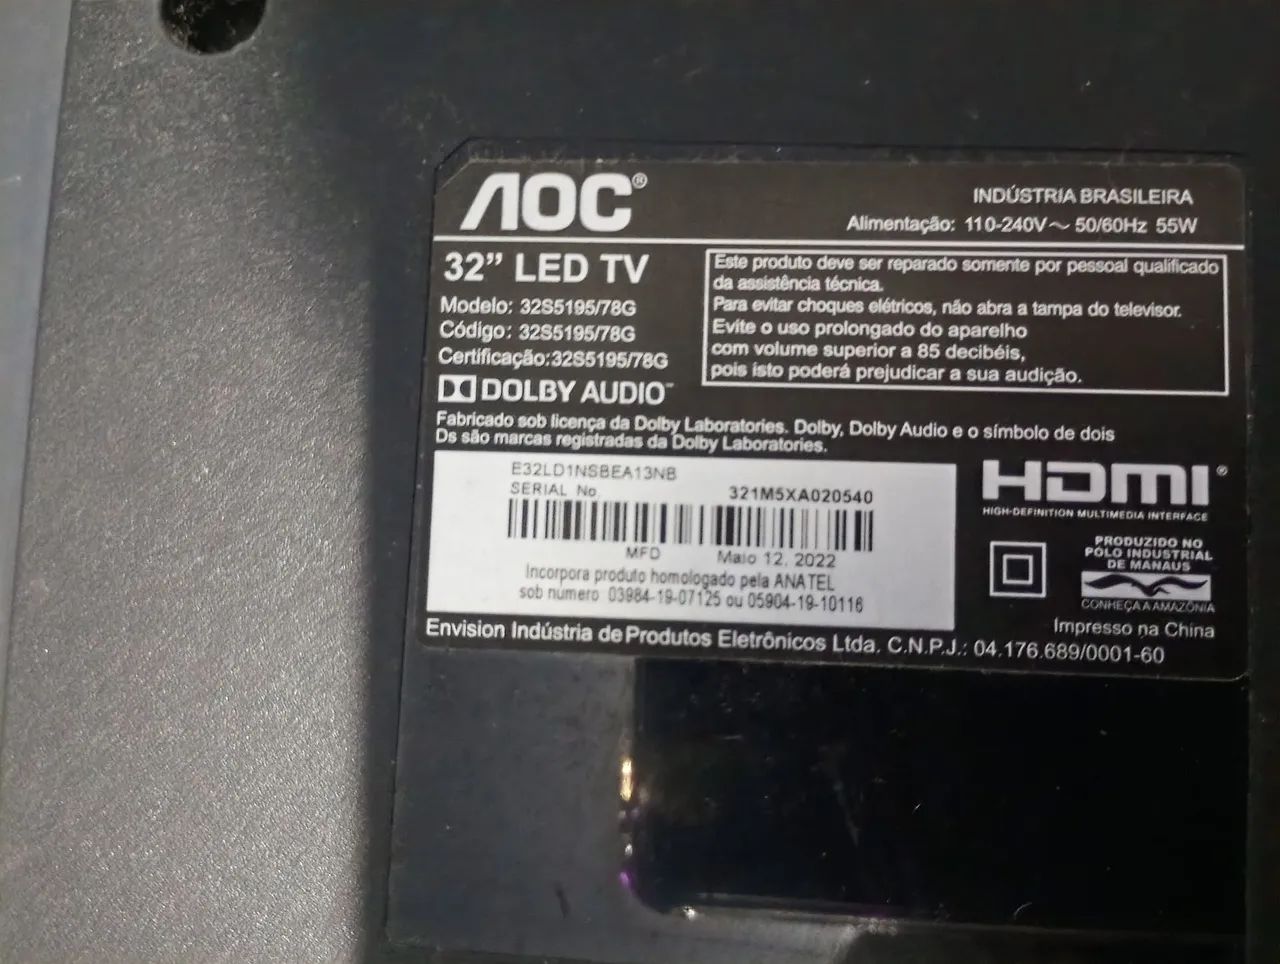 AOC®
INDÚSTRIA BRASILEIRA
Alimentação: 110-240V～ 50/60Hz 55W
32” LED TV
Modelo: 32S5195/78G
Código: 32S5195/78G
Certificação:32S5195/78G
DOLBY AUDIO™
Este produto deve ser reparado somente por pessoal qualificado
da assistência técnica.
Para evitar choques elétricos, não abra a tampa do televisor.
Evite o uso prolongado do aparelho
com volume superior a 85 decibéis,
pois isto poderá prejudicar a sua audição.
Fabricado sob licença da Dolby Laboratories. Dolby, Dolby Audio e o símbolo de dois
Ds são marcas registradas da Dolby Laboratories.
E32LD1NSBEA13NB
SERIAL No. 321M5XA020540
MFD Maio 12, 2022
Incorpora produto homologado pela ANATEL
sob número 03984-19-07125 ou 05904-19-10116
HDMI®
HIGH-DEFINITION MULTIMEDIA INTERFACE
PRODUZIDO NO
PÓLO INDUSTRIAL
DE MANAUS
CONHEÇA A AMAZÔNIA
Impresso na China
Envision Indústria de Produtos Eletrônicos Ltda. C.N.P.J.: 04.176.689/0001-60